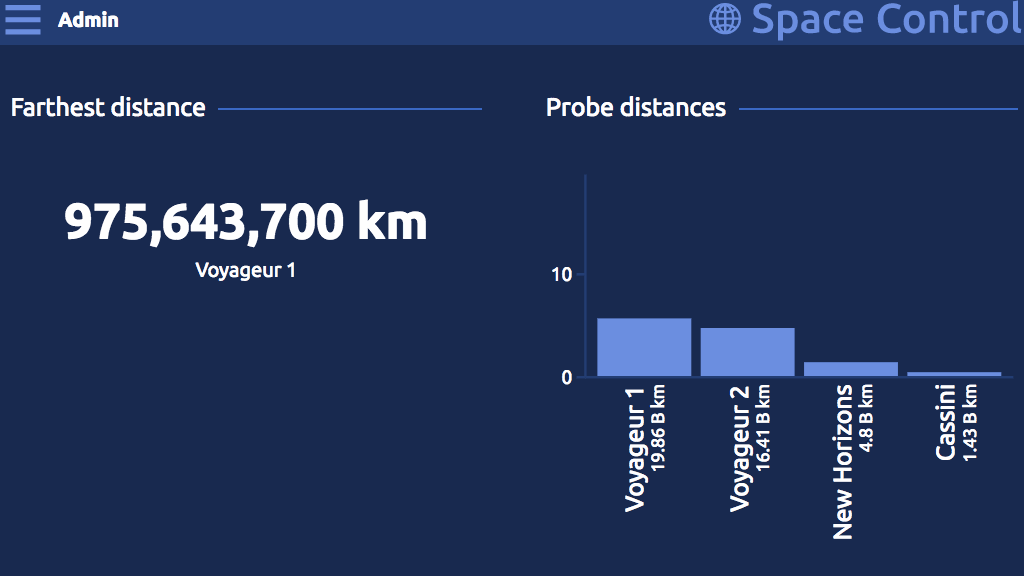 Admin
Space Control
Farthest distance
975,643,700 km
Voyageur 1
Probe distances
10
0
Voyageur 1
19.86 B km
Voyageur 2
16.41 B km
New Horizons
4.8 B km
Cassini
1.43 B km